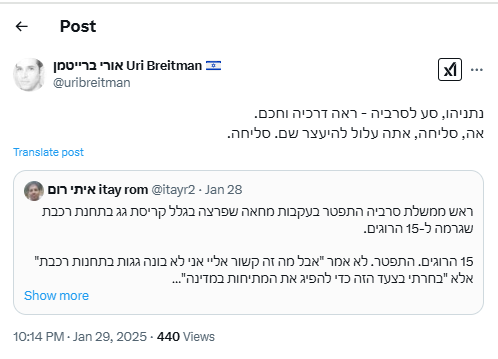 Post
אורי ברייטמן Uri Breitman 🇮🇱
@uribreitman
נתניהו, סע לסרביה - ראה דרכיה וחכם.
אה, סליחה, אתה עלול להיעצר שם. סליחה.
Translate post
איתי רום itay rom @itayr2 · Jan 28
ראש ממשלת סרביה התפטר בעקבות מחאה שפרצה בגלל קריסת גג בתחנת רכבת
שגרמה ל-15 הרוגים.
15 הרוגים. התפטר. לא אמר "אבל מה זה קשור אליי אני לא בונה גגות בתחנות רכבת"
אלא "בחרתי בצעד הזה כדי להפיג את המתיחות במדינה"...
Show more
10:14 PM · Jan 29, 2025 · 440 Views